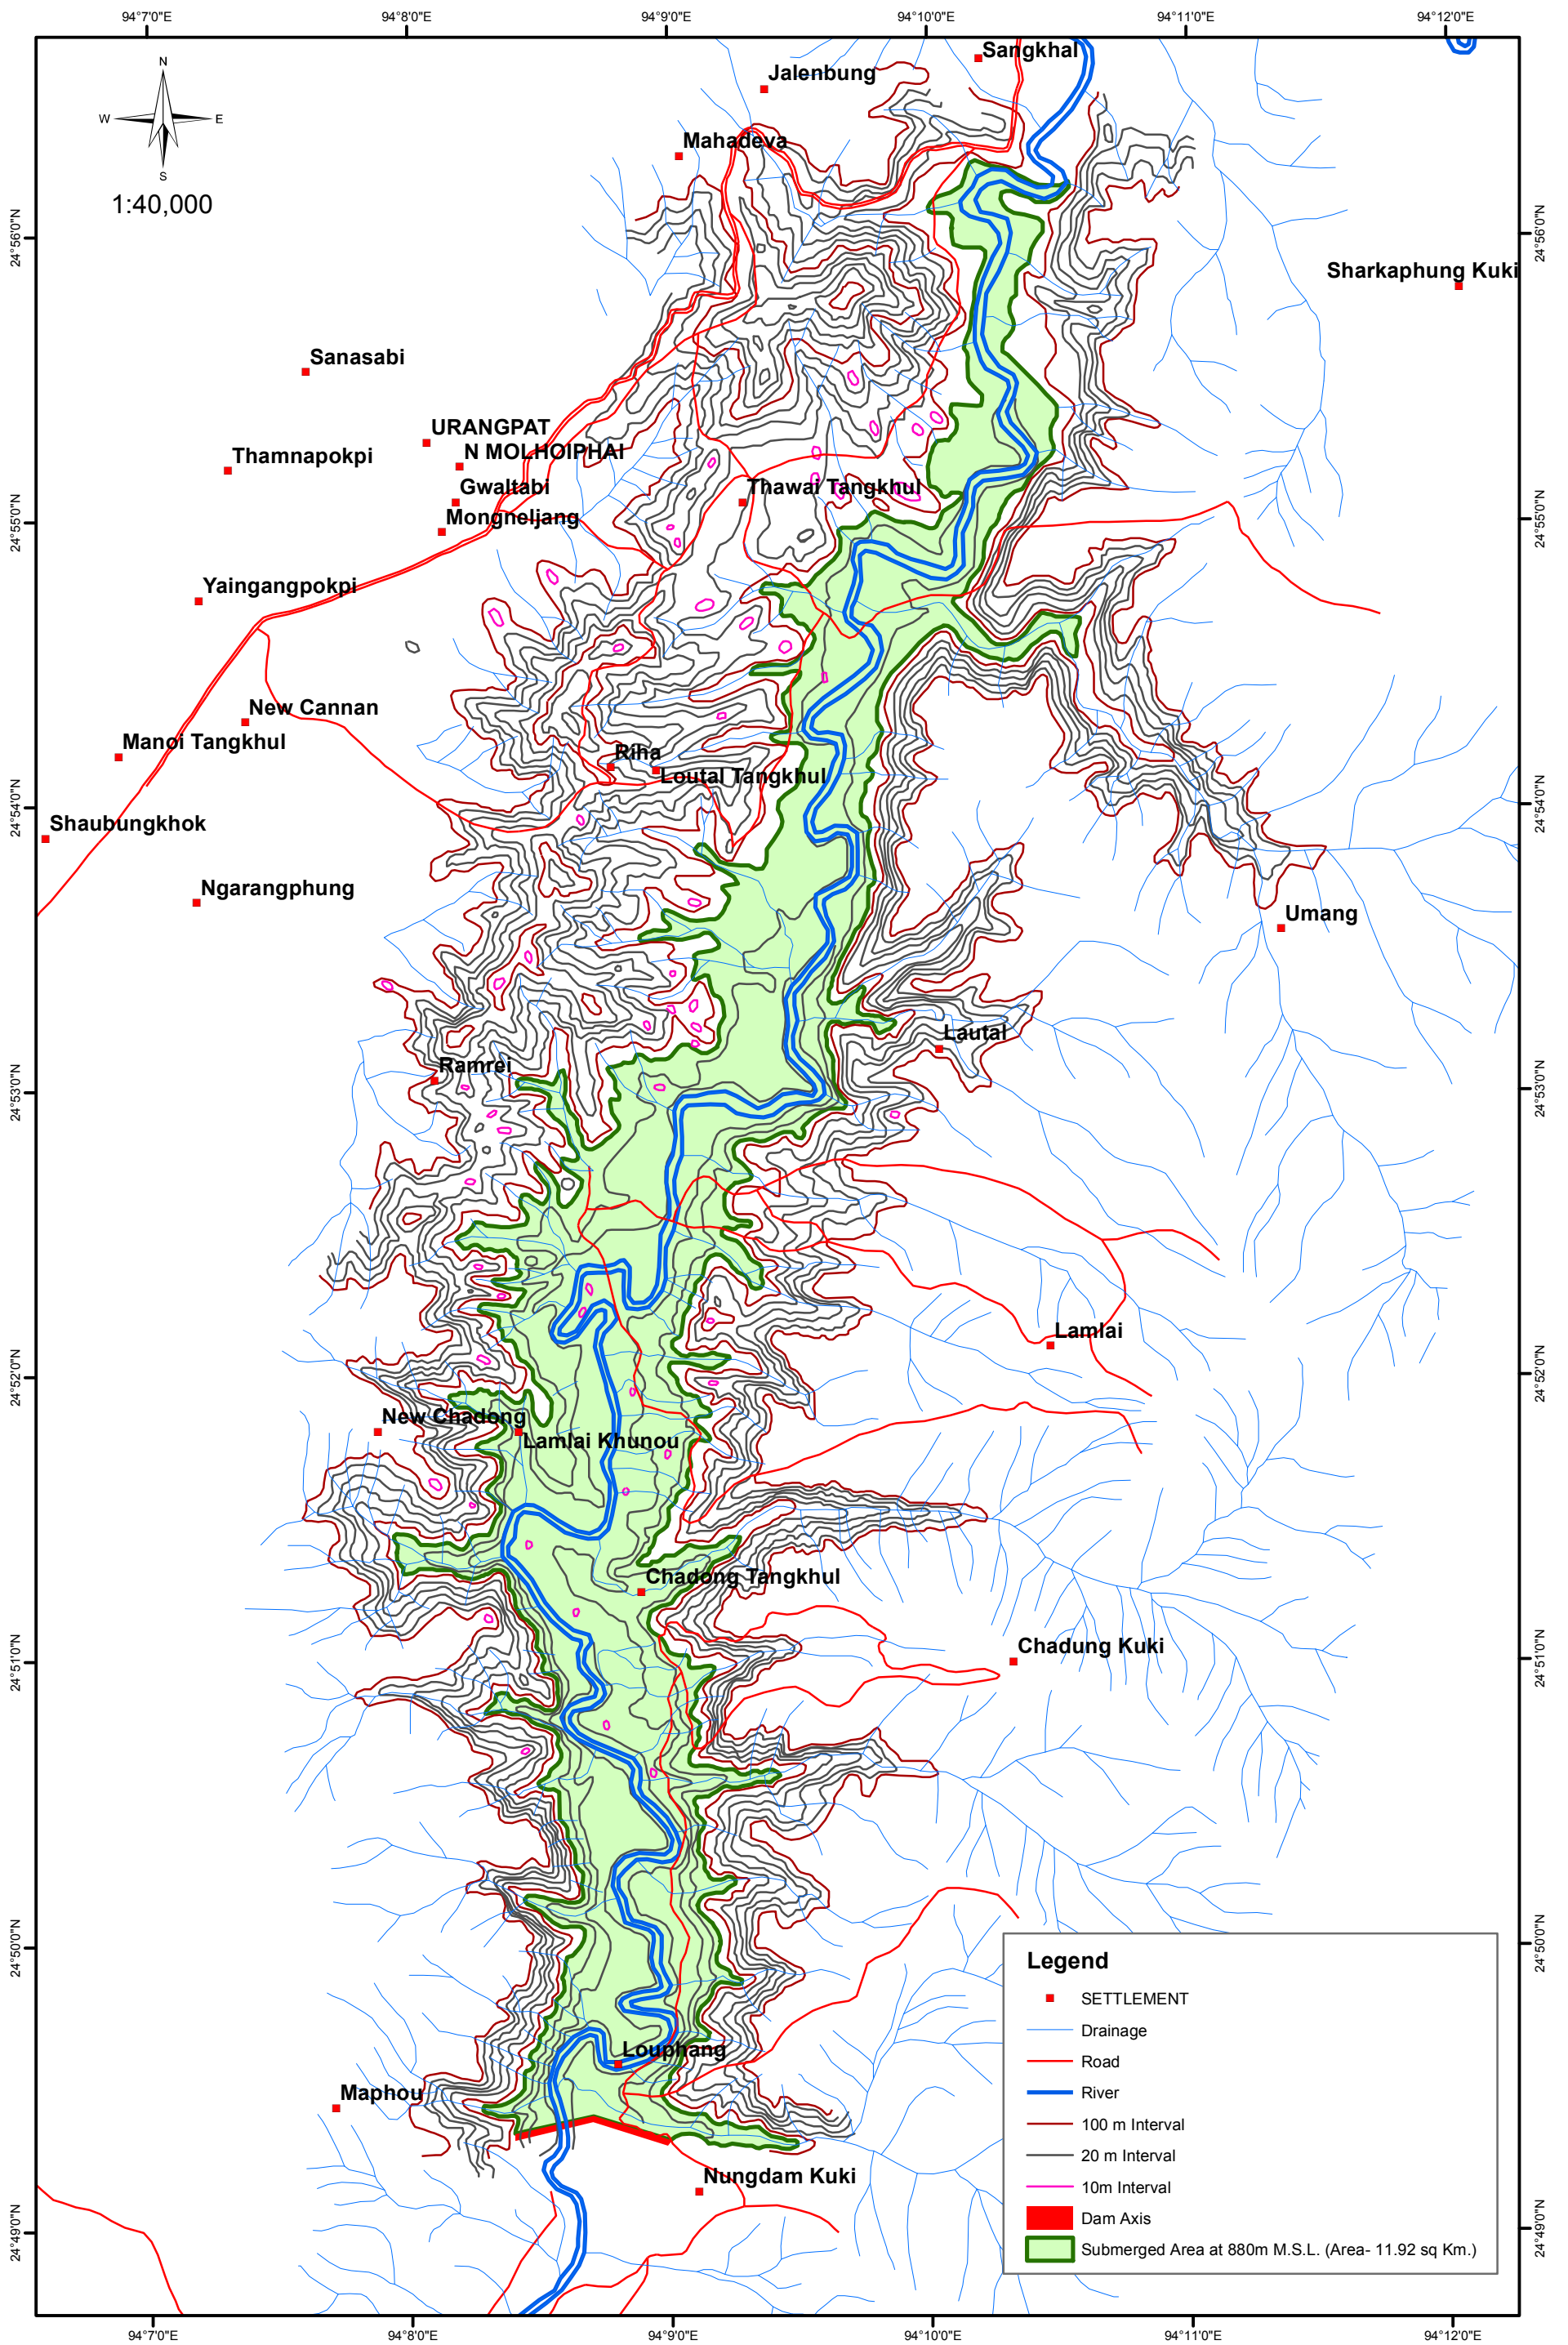 94°7'0"E
94°8'0"E
94°9'0"E
94°10'0"E
94°11'0"E
94°12'0"E
N
W
E
S
1:40,000
Sangkhal
Jalenbung
Mahadeva
24°56'0"N
24°56'0"N
Sharkaphung Kuki
Sanasabi
URANGPAT
N MOLHOIPHAI
Thamnapokpi
Gwaltabi
Thawai Tangkhul
Mongneljang
24°55'0"N
24°55'0"N
Yaingangpokpi
New Cannan
Manoi Tangkhul
Riha
Loutal Tangkhul
24°54'0"N
24°54'0"N
Shaubungkhok
Ngarangphung
Umang
Lautal
Ramrei
24°53'0"N
24°53'0"N
Lamlai
24°52'0"N
24°52'0"N
New Chadong
Lamlai Khunou
Chadong Tangkhul
Chadung Kuki
24°51'0"N
24°51'0"N
24°50'0"N
24°50'0"N
Louphang
Maphou
Nungdam Kuki
24°49'0"N
24°49'0"N
Legend
SETTLEMENT
Drainage
Road
River
100 m Interval
20 m Interval
10m Interval
Dam Axis
Submerged Area at 880m M.S.L. (Area- 11.92 sq Km.)
94°7'0"E
94°8'0"E
94°9'0"E
94°10'0"E
94°11'0"E
94°12'0"E